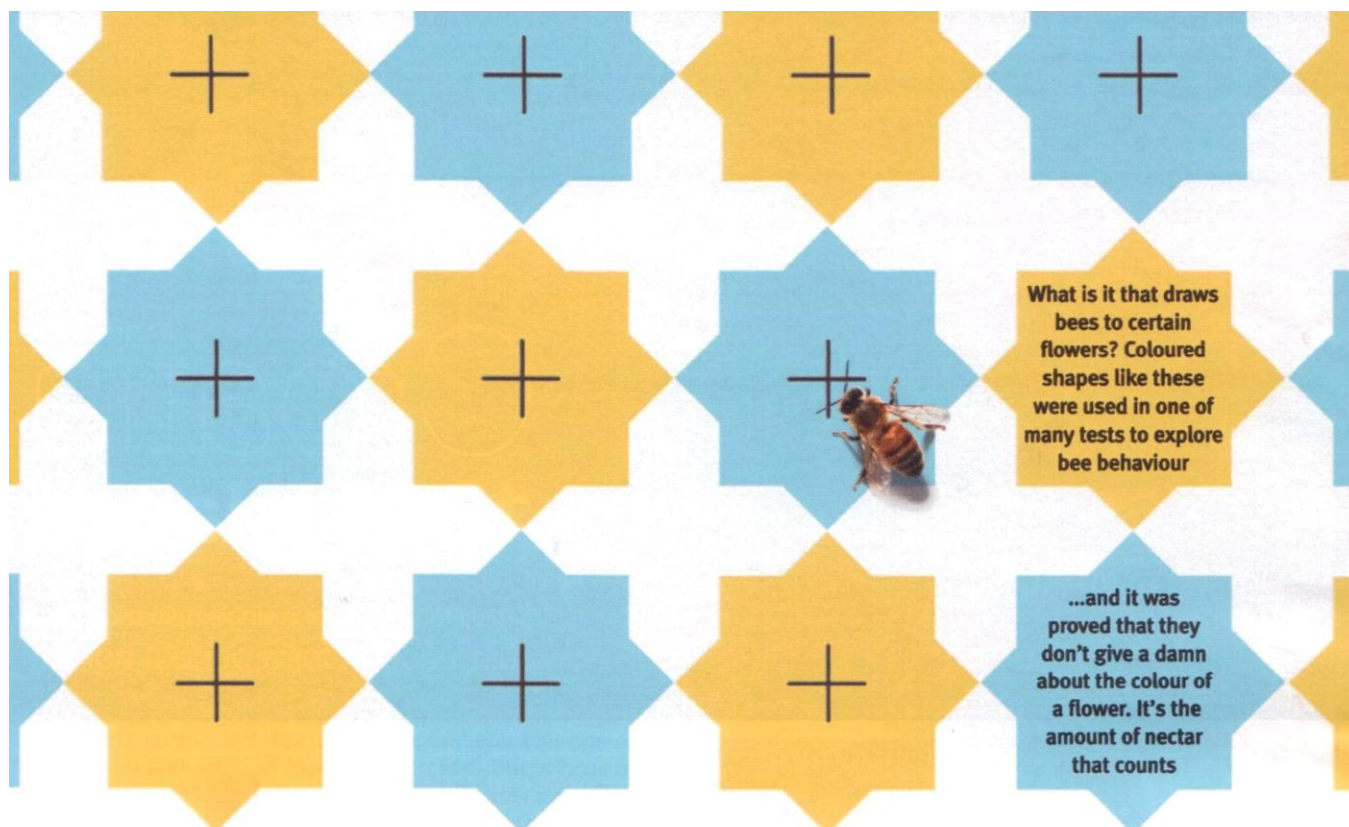 What is it that draws
bees to certain
flowers? Coloured
shapes like these
were used in one of
many tests to explore
bee behaviour
...and it was
proved that they
don't give a damn
about the colour of
a flower. It's the
amount of nectar
that counts